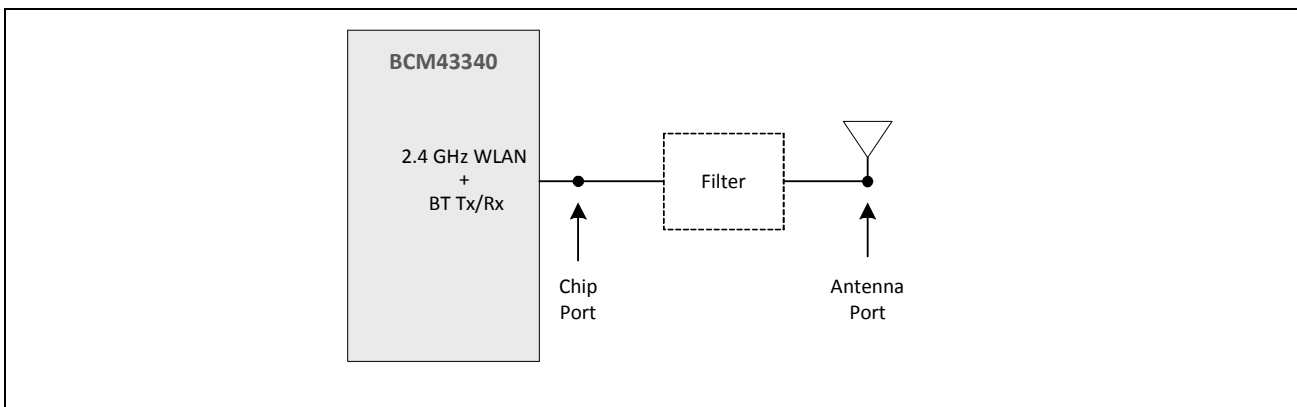 BCM43340
2.4 GHz WLAN
+
BT Tx/Rx
Filter
Chip
Port
Antenna
Port